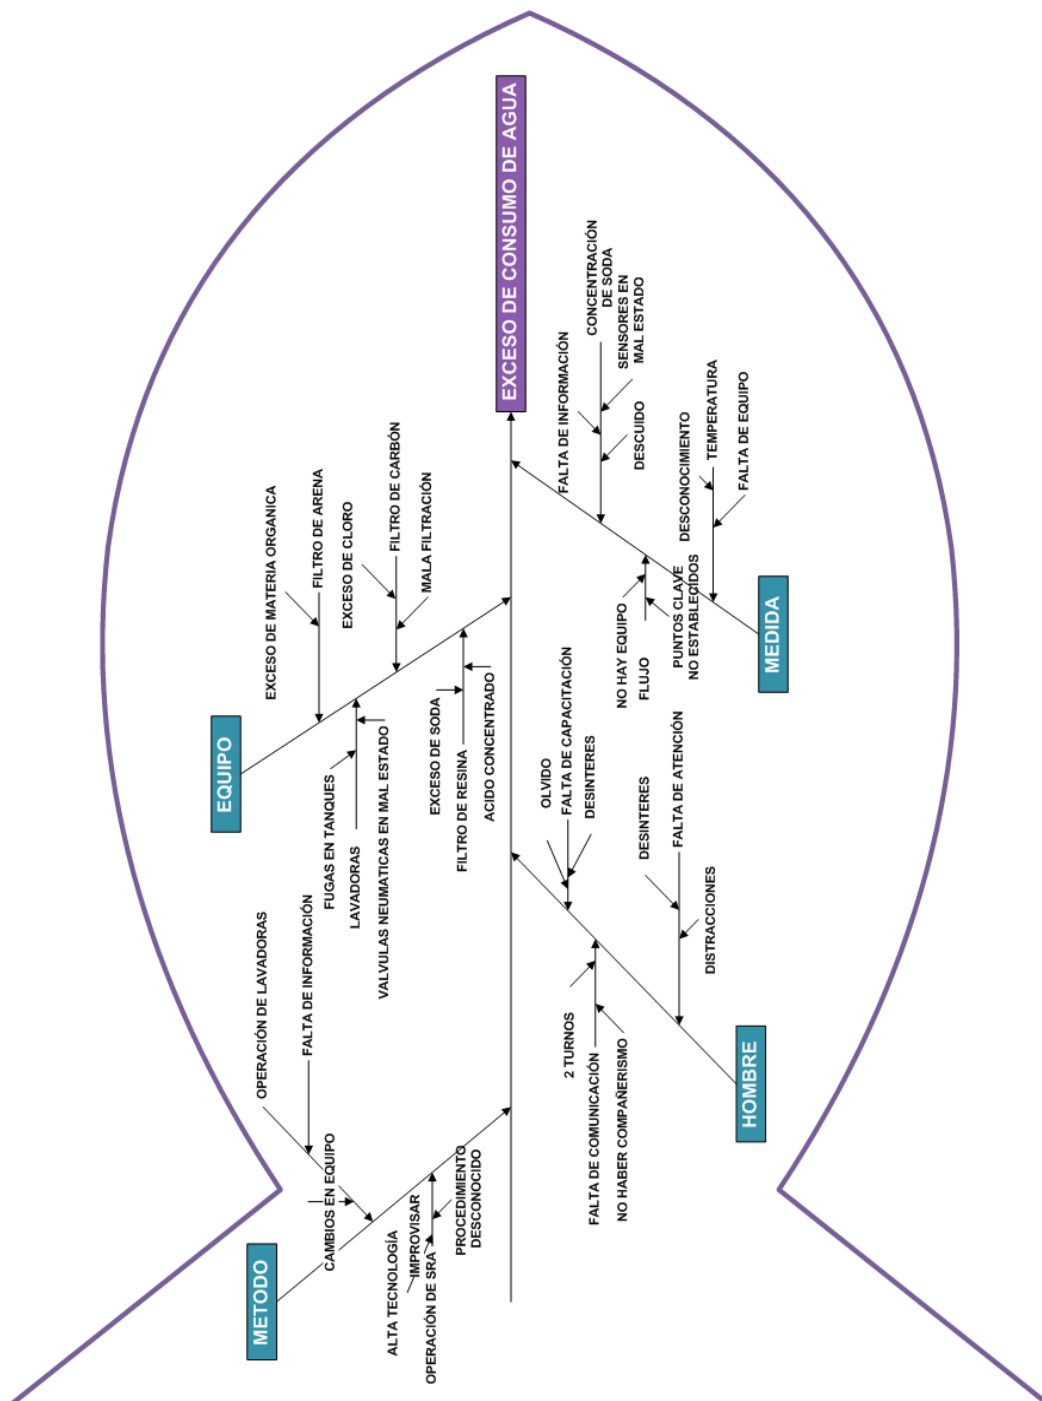 EXCESO DE CONSUMO DE AGUA
METODO
OPERACIÓN DE LAVADORAS
FALTA DE INFORMACIÓN
CAMBIOS EN EQUIPO
ALTA TECNOLOGÍA
IMPROVISAR
OPERACIÓN DE SRA
PROCEDIMIENTO
DESCONOCIDO
EQUIPO
EXCESO DE MATERIA ORGANICA
FILTRO DE ARENA
EXCESO DE CLORO
FILTRO DE CARBÓN
MALA FILTRACIÓN
FUGAS EN TANQUES
LAVADORAS
VALVULAS NEUMATICAS EN MAL ESTADO
EXCESO DE SODA
FILTRO DE RESINA
ACIDO CONCENTRADO
HOMBRE
OLVIDO
FALTA DE CAPACITACIÓN
DESINTERES
2 TURNOS
FALTA DE COMUNICACIÓN
NO HABER COMPAÑERISMO
DESINTERES
FALTA DE ATENCIÓN
DISTRACCIONES
MEDIDA
FALTA DE INFORMACIÓN
CONCENTRACIÓN
DE SODA
SENSORES EN
MAL ESTADO
DESCUIDO
NO HAY EQUIPO
FLUJO
PUNTOS CLAVE
NO ESTABLECIDOS
DESCONOCIMIENTO
TEMPERATURA
FALTA DE EQUIPO